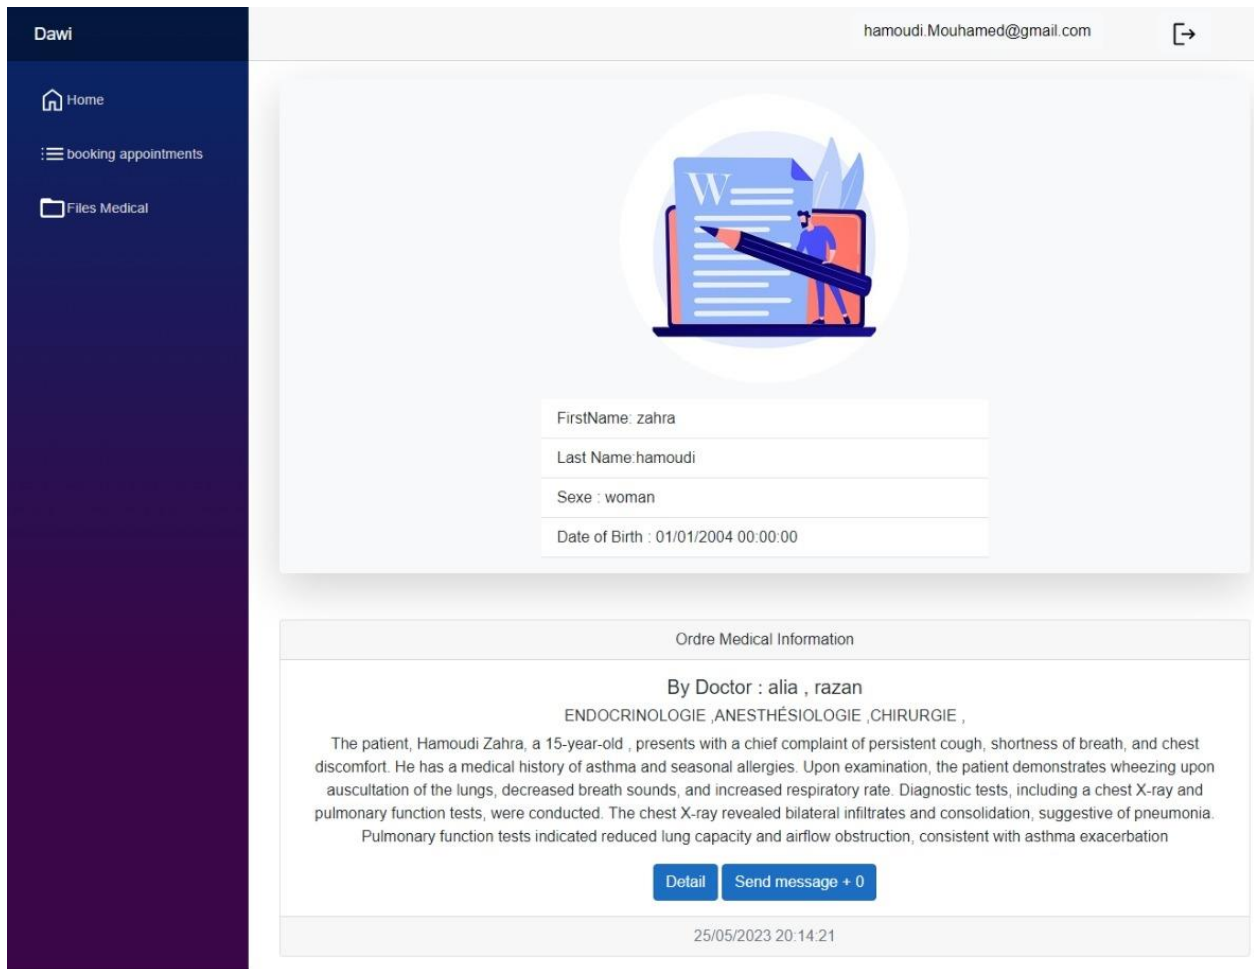 Dawi
hamoudi.Mouhamed@gmail.com
Home
booking appointments
Files Medical
W
FirstName: zahra
Last Name:hamoudi
Sexe : woman
Date of Birth : 01/01/2004 00:00:00
Ordre Medical Information
By Doctor : alia , razan
ENDOCRINOLOGIE ,ANESTHÉSIOLOGIE ,CHIRURGIE ,
The patient, Hamoudi Zahra, a 15-year-old , presents with a chief complaint of persistent cough, shortness of breath, and chest
discomfort. He has a medical history of asthma and seasonal allergies. Upon examination, the patient demonstrates wheezing upon
auscultation of the lungs, decreased breath sounds, and increased respiratory rate. Diagnostic tests, including a chest X-ray and
pulmonary function tests, were conducted. The chest X-ray revealed bilateral infiltrates and consolidation, suggestive of pneumonia.
Pulmonary function tests indicated reduced lung capacity and airflow obstruction, consistent with asthma exacerbation
Detail
Send message + 0
25/05/2023 20:14:21